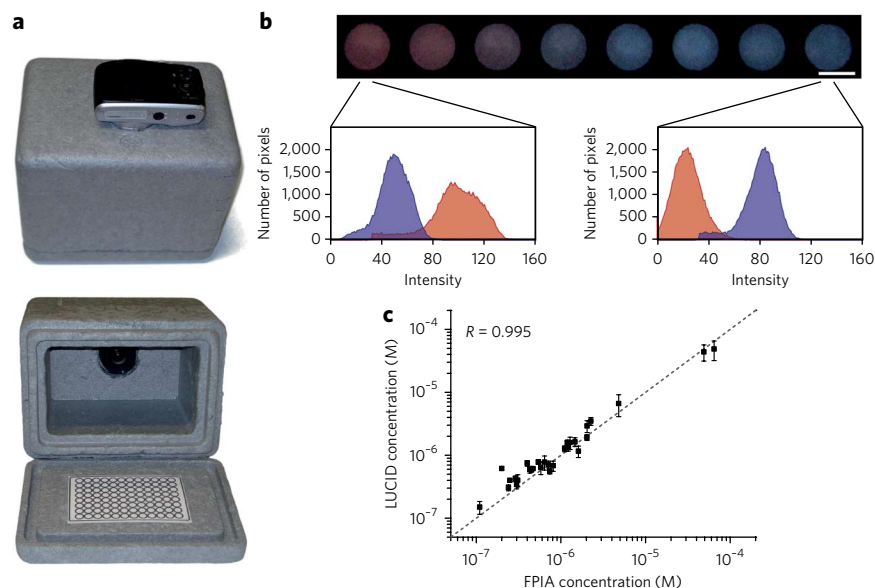 a
b
Number of pixels
2,000
1,500
1,000
500
0
0 40 80 120 160
Intensity
Number of pixels
2,000
1,500
1,000
500
0
0 40 80 120 160
Intensity
c
R = 0.995
LUCID concentration (M)
10⁻⁴
10⁻⁵
10⁻⁶
10⁻⁷
10⁻⁷ 10⁻⁶ 10⁻⁵ 10⁻⁴
FPIA concentration (M)